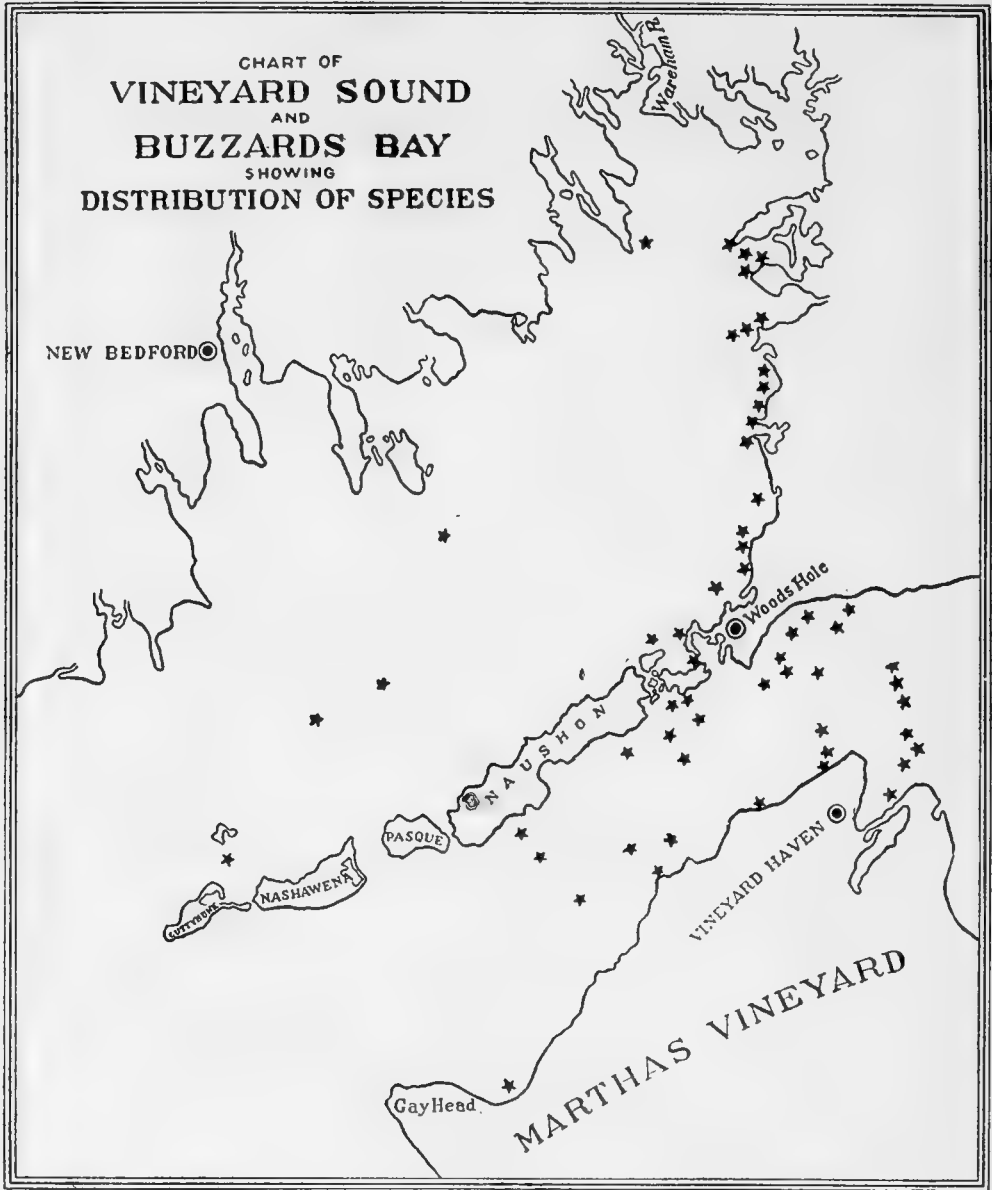 CHART OF
VINEYARD SOUND
AND
BUZZARDS BAY
SHOWING
DISTRIBUTION OF SPECIES
Wareham R.
NEW BEDFORD
Woods Hole
NAUSHON
PASQUE
NASHAWENA
CUTTYHUNK
VINEYARD HAVEN
MARTHAS VINEYARD
Gay Head